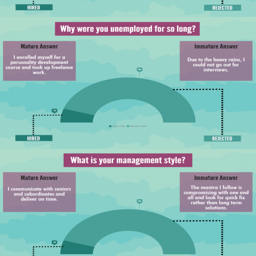 HIRED
REJECTED
Why were you unemployed for so long?
Mature Answer
I enrolled myself for a
personality development
course and took up freelance
work.
Immature Answer
Due to the heavy rains, I
could not go out for
interviews.
HIRED
REJECTED
What is your management style?
Mature Answer
I communicate with seniors
and subordinates and
deliver on time.
Immature Answer
The maxim I follow is
compromising with one and
all and look for quick fix
rather than long term
solutions.